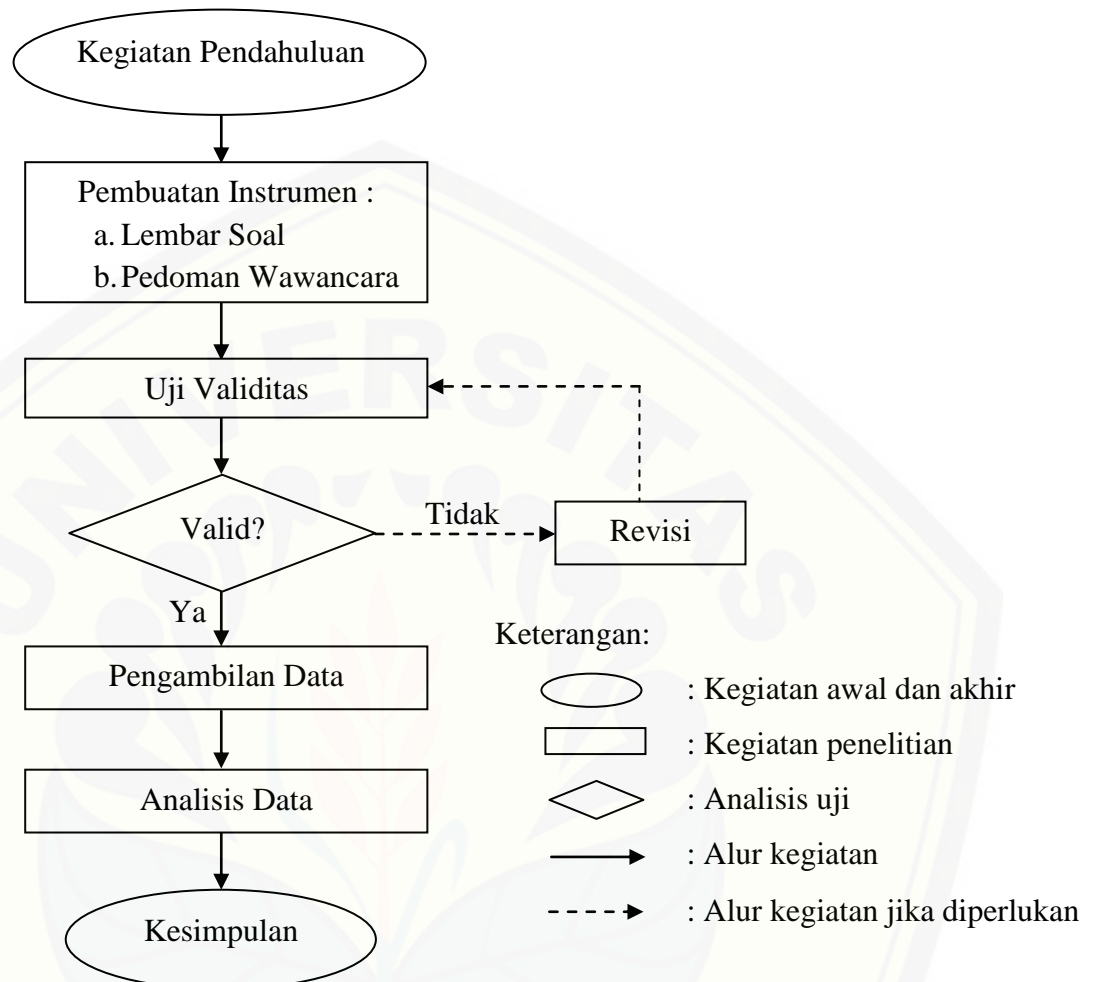 Kegiatan Pendahuluan
Pembuatan Instrumen :
a. Lembar Soal
b. Pedoman Wawancara
Uji Validitas
Valid?
Tidak
Revisi
Ya
Pengambilan Data
Analisis Data
Kesimpulan
Keterangan:
: Kegiatan awal dan akhir
: Kegiatan penelitian
: Analisis uji
: Alur kegiatan
: Alur kegiatan jika diperlukan
UNIVERSITAS